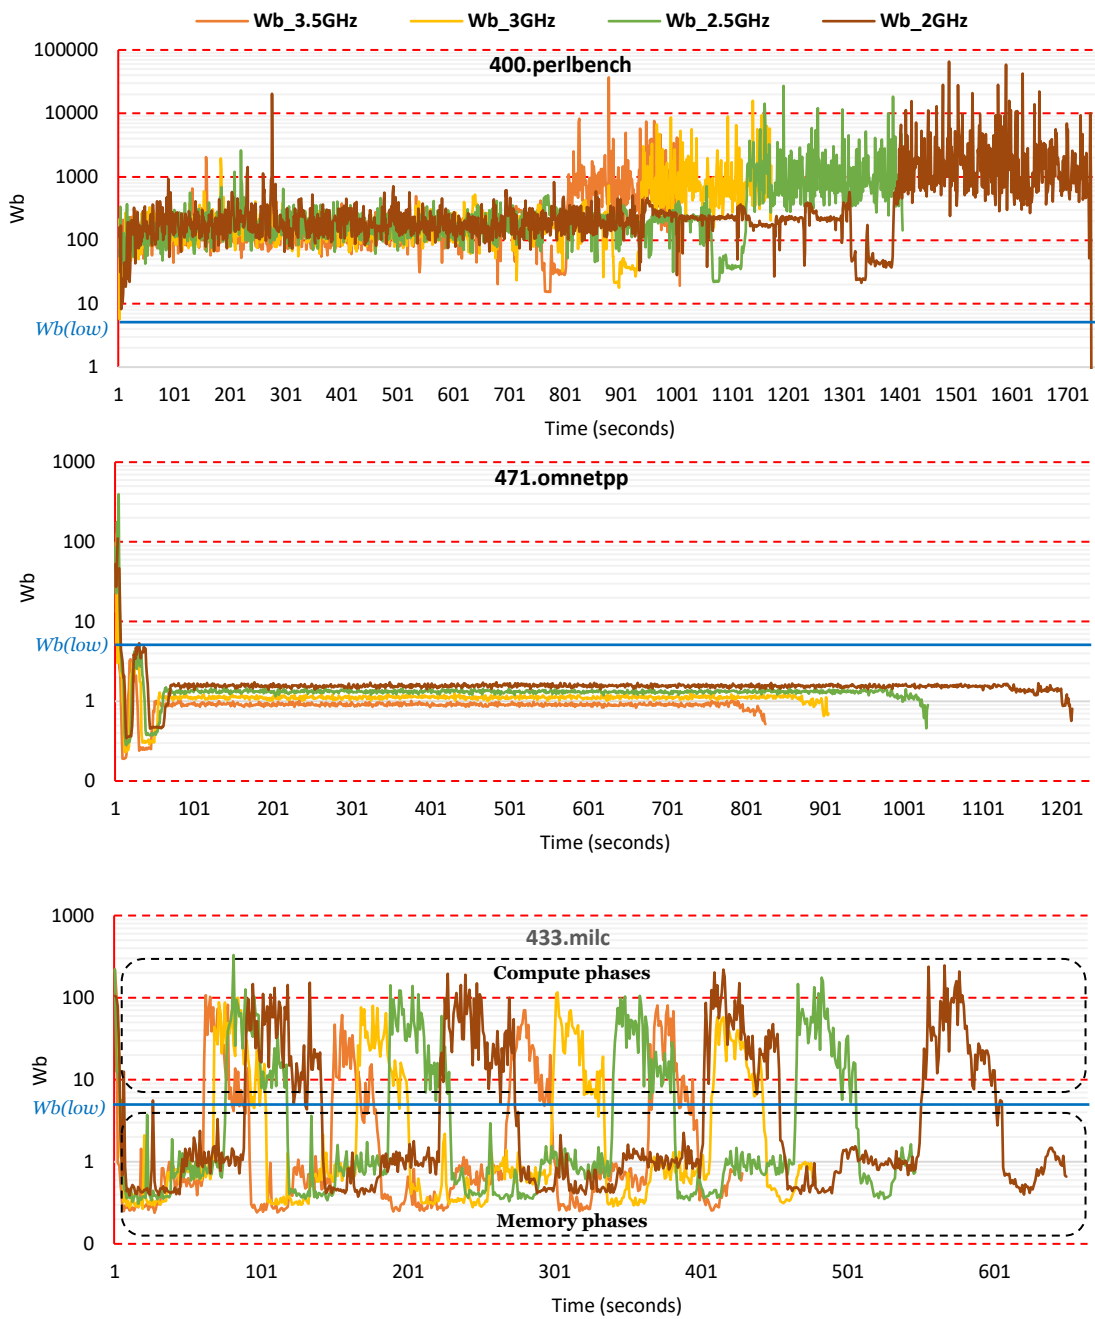 Wb_3.5GHz Wb_3GHz Wb_2.5GHz Wb_2GHz
400.perlbench
Wb
100000
10000
1000
100
10
Wb(low)
1
1 101 201 301 401 501 601 701 801 901 1001 1101 1201 1301 1401 1501 1601 1701
Time (seconds)
471.omnetpp
Wb
1000
100
10
Wb(low)
1
0
1 101 201 301 401 501 601 701 801 901 1001 1101 1201
Time (seconds)
433.milc
Compute phases
Wb
1000
100
10
Wb(low)
1
0
Memory phases
1 101 201 301 401 501 601
Time (seconds)